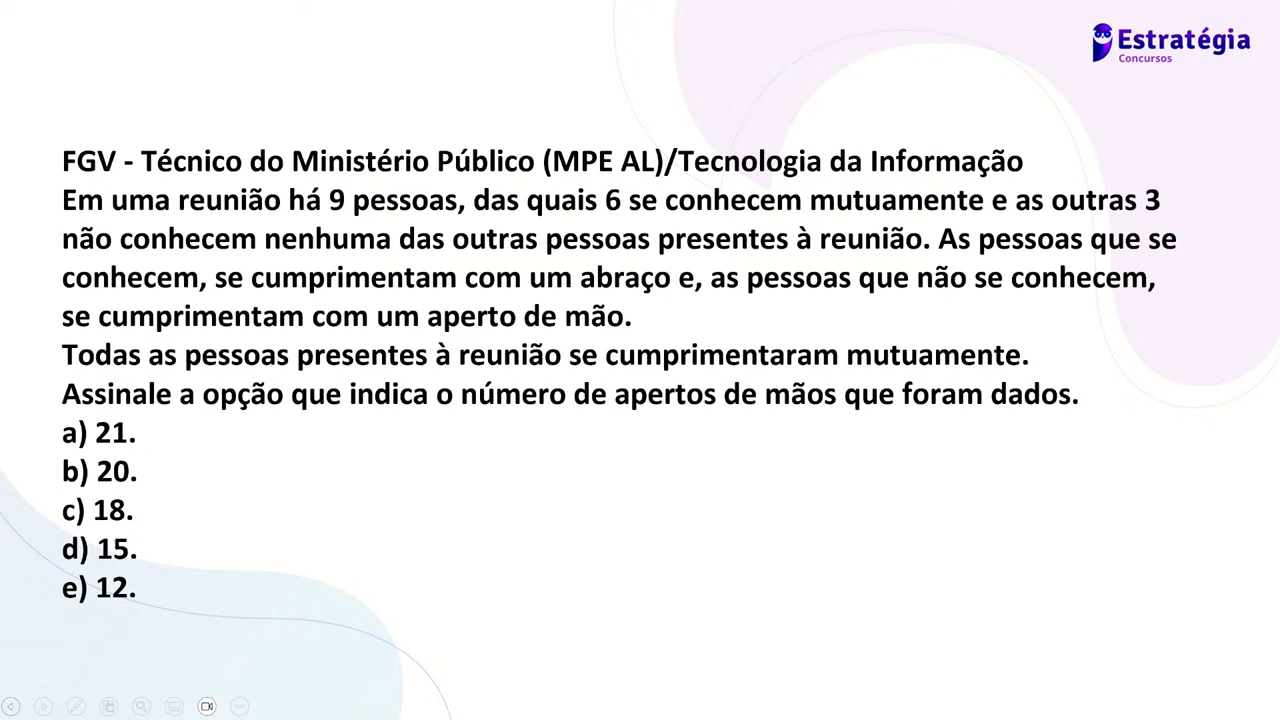 Estratégia
Concursos
FGV - Técnico do Ministério Público (MPE AL)/Tecnologia da Informação
Em uma reunião há 9 pessoas, das quais 6 se conhecem mutuamente e as outras 3
não conhecem nenhuma das outras pessoas presentes à reunião. As pessoas que se
conhecem, se cumprimentam com um abraço e, as pessoas que não se conhecem,
se cumprimentam com um aperto de mão.
Todas as pessoas presentes à reunião se cumprimentaram mutuamente.
Assinale a opção que indica o número de apertos de mãos que foram dados.
a) 21.
b) 20.
c) 18.
d) 15.
e) 12.